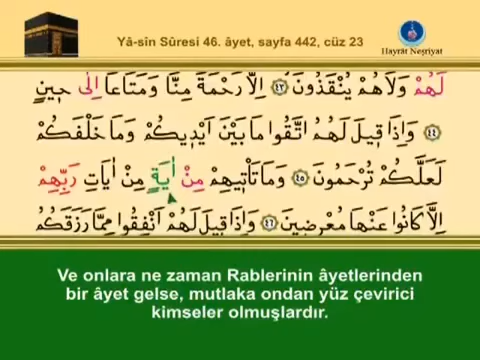 Yâ-sîn Sûresi 46. âyet, sayfa 442, cüz 23
Hayrât Neşriyat
لَهُمْ وَلَاهُمْ يُنْقَذُونَ ﴿٤٣﴾ اِلَّا رَحْمَةً مِنَّا وَمَتَاعًا اِلٰى حٖينٍ
﴿٤٤﴾ وَاِذَا قٖيلَ لَهُمُ اتَّقُوا مَا بَيْنَ اَيْدٖيكُمْ وَمَا خَلْفَكُمْ
لَعَلَّكُمْ تُرْحَمُونَ ﴿٤٥﴾ وَمَا تَاْتٖيهِمْ مِنْ اٰيَةٍ مِنْ اٰيَاتِ رَبِّهِمْ
اِلَّا كَانُوا عَنْهَا مُعْرِضٖينَ ﴿٤٦﴾ وَاِذَا قٖيلَ لَهُمْ اَنْفِقُوا مِمَّا رَزَقَكُمُ
Ve onlara ne zaman Rablerinin âyetlerinden
bir âyet gelse, mutlaka ondan yüz çevirici
kimseler olmuşlardır.